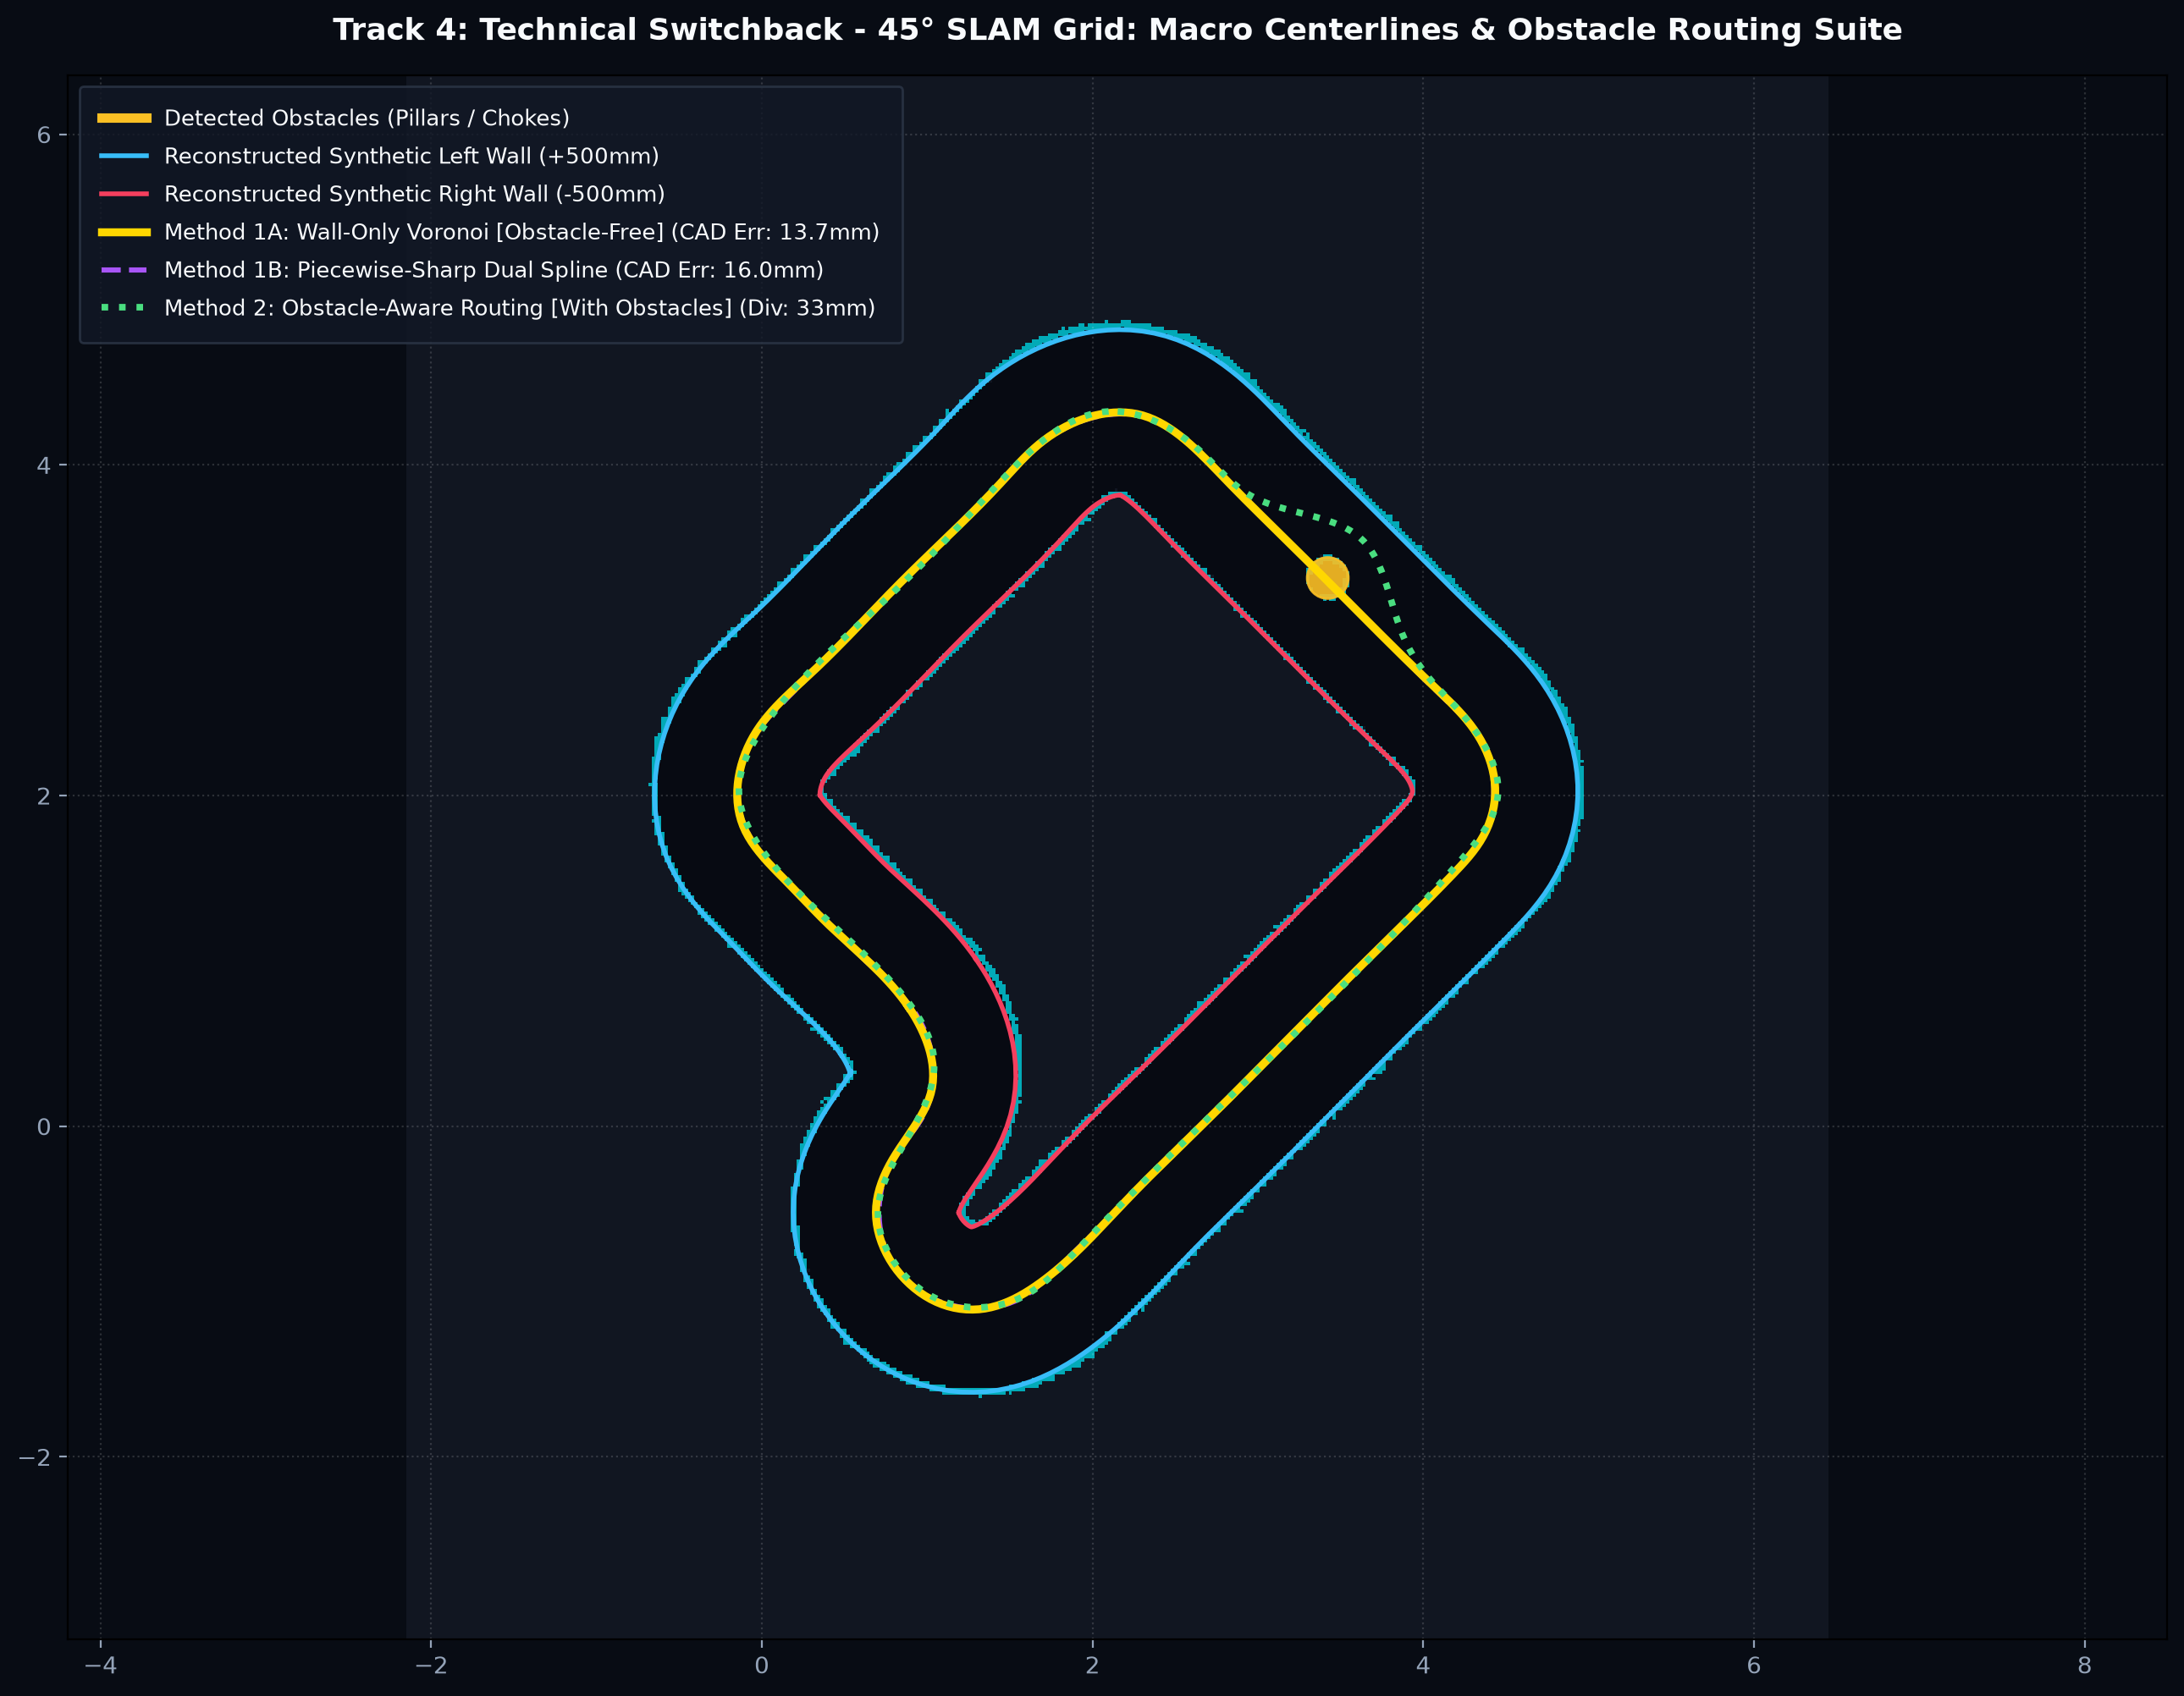 Track 4: Technical Switchback - 45° SLAM Grid: Macro Centerlines & Obstacle Routing Suite
Detected Obstacles (Pillars / Chokes)
Reconstructed Synthetic Left Wall (+500mm)
Reconstructed Synthetic Right Wall (-500mm)
Method 1A: Wall-Only Voronoi [Obstacle-Free] (CAD Err: 13.7mm)
Method 1B: Piecewise-Sharp Dual Spline (CAD Err: 16.0mm)
Method 2: Obstacle-Aware Routing [With Obstacles] (Div: 33mm)
6
4
2
0
−2
−4
−2
0
2
4
6
8